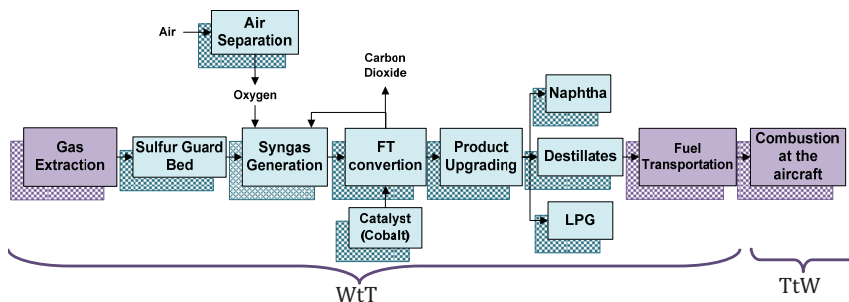 Air
Air
Separation
Oxygen
Carbon
Dioxide
Gas
Extraction
Sulfur Guard
Bed
Syngas
Generation
FT
convertion
Catalyst
(Cobalt)
Product
Upgrading
Naphtha
Destillates
LPG
Fuel
Transportation
Combustion
at the
aircraft
WtT
TtW